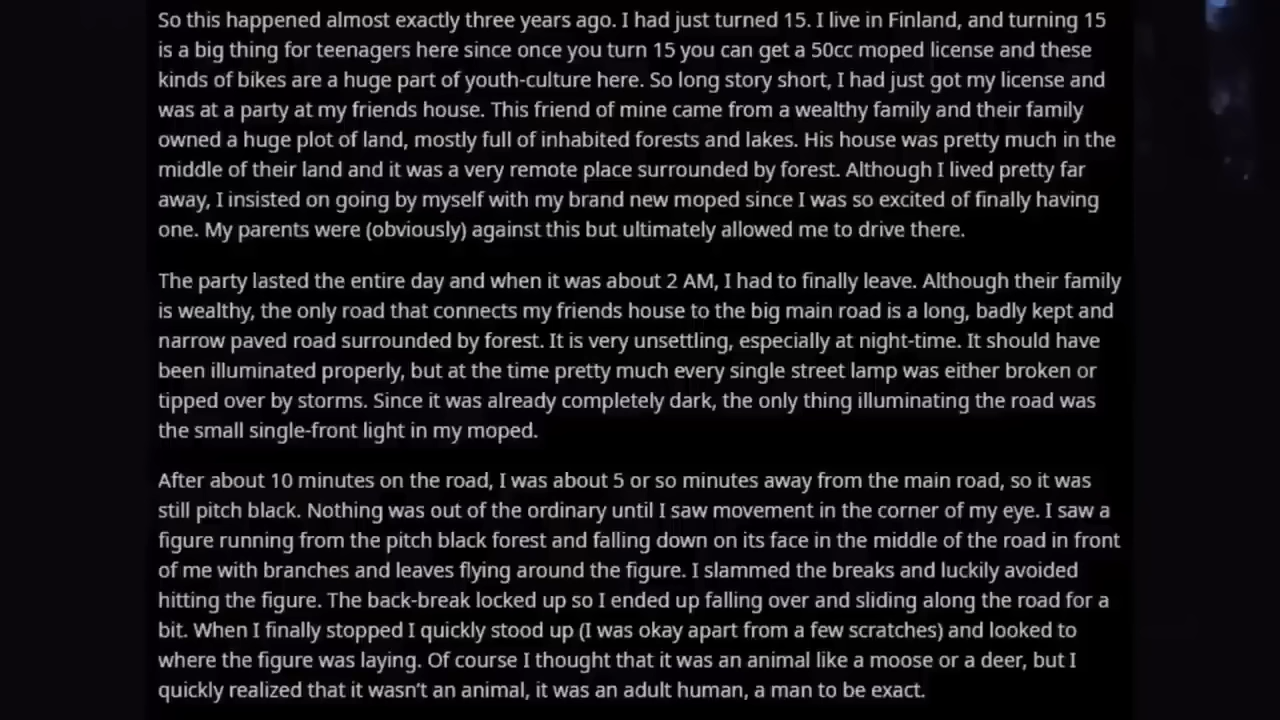 So this happened almost exactly three years ago. I had just turned 15. I live in Finland, and turning 15
is a big thing for teenagers here since once you turn 15 you can get a 50cc moped license and these
kinds of bikes are a huge part of youth-culture here. So long story short, I had just got my license and
was at a party at my friends house. This friend of mine came from a wealthy family and their family
owned a huge plot of land, mostly full of inhabited forests and lakes. His house was pretty much in the
middle of their land and it was a very remote place surrounded by forest. Although I lived pretty far
away, I insisted on going by myself with my brand new moped since I was so excited of finally having
one. My parents were (obviously) against this but ultimately allowed me to drive there.
The party lasted the entire day and when it was about 2 AM, I had to finally leave. Although their family
is wealthy, the only road that connects my friends house to the big main road is a long, badly kept and
narrow paved road surrounded by forest. It is very unsettling, especially at night-time. It should have
been illuminated properly, but at the time pretty much every single street lamp was either broken or
tipped over by storms. Since it was already completely dark, the only thing illuminating the road was
the small single-front light in my moped.
After about 10 minutes on the road, I was about 5 or so minutes away from the main road, so it was
still pitch black. Nothing was out of the ordinary until I saw movement in the corner of my eye. I saw a
figure running from the pitch black forest and falling down on its face in the middle of the road in front
of me with branches and leaves flying around the figure. I slammed the breaks and luckily avoided
hitting the figure. The back-break locked up so I ended up falling over and sliding along the road for a
bit. When I finally stopped I quickly stood up (I was okay apart from a few scratches) and looked to
where the figure was laying. Of course I thought that it was an animal like a moose or a deer, but I
quickly realized that it wasn't an animal, it was an adult human, a man to be exact.